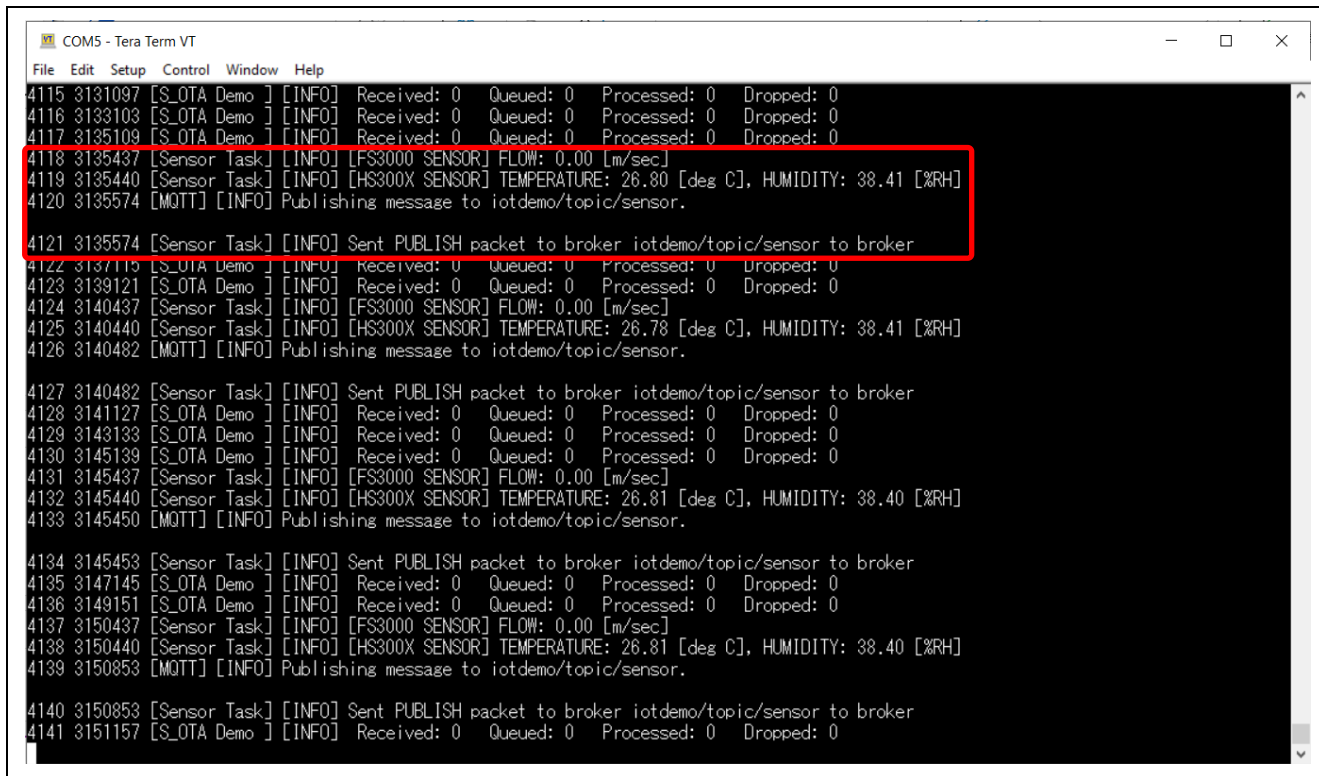 COM5 - Tera Term VT
File Edit Setup Control Window Help
4115 3131097 [S_OTA Demo ] [INFO]  Received: 0   Queued: 0   Processed: 0   Dropped: 0
4116 3133103 [S_OTA Demo ] [INFO]  Received: 0   Queued: 0   Processed: 0   Dropped: 0
4117 3135109 [S_OTA Demo ] [INFO]  Received: 0   Queued: 0   Processed: 0   Dropped: 0
4118 3135437 [Sensor Task] [INFO] [FS3000 SENSOR] FLOW: 0.00 [m/sec]
4119 3135440 [Sensor Task] [INFO] [HS300X SENSOR] TEMPERATURE: 26.80 [deg C], HUMIDITY: 38.41 [%RH]
4120 3135574 [MQTT] [INFO] Publishing message to iotdemo/topic/sensor.
4121 3135574 [Sensor Task] [INFO] Sent PUBLISH packet to broker iotdemo/topic/sensor to broker
4122 3137115 [S_OTA Demo ] [INFO]  Received: 0   Queued: 0   Processed: 0   Dropped: 0
4123 3139121 [S_OTA Demo ] [INFO]  Received: 0   Queued: 0   Processed: 0   Dropped: 0
4124 3140437 [Sensor Task] [INFO] [FS3000 SENSOR] FLOW: 0.00 [m/sec]
4125 3140440 [Sensor Task] [INFO] [HS300X SENSOR] TEMPERATURE: 26.78 [deg C], HUMIDITY: 38.41 [%RH]
4126 3140482 [MQTT] [INFO] Publishing message to iotdemo/topic/sensor.
4127 3140482 [Sensor Task] [INFO] Sent PUBLISH packet to broker iotdemo/topic/sensor to broker
4128 3141127 [S_OTA Demo ] [INFO]  Received: 0   Queued: 0   Processed: 0   Dropped: 0
4129 3143133 [S_OTA Demo ] [INFO]  Received: 0   Queued: 0   Processed: 0   Dropped: 0
4130 3145139 [S_OTA Demo ] [INFO]  Received: 0   Queued: 0   Processed: 0   Dropped: 0
4131 3145437 [Sensor Task] [INFO] [FS3000 SENSOR] FLOW: 0.00 [m/sec]
4132 3145440 [Sensor Task] [INFO] [HS300X SENSOR] TEMPERATURE: 26.81 [deg C], HUMIDITY: 38.40 [%RH]
4133 3145450 [MQTT] [INFO] Publishing message to iotdemo/topic/sensor.
4134 3145453 [Sensor Task] [INFO] Sent PUBLISH packet to broker iotdemo/topic/sensor to broker
4135 3147145 [S_OTA Demo ] [INFO]  Received: 0   Queued: 0   Processed: 0   Dropped: 0
4136 3149151 [S_OTA Demo ] [INFO]  Received: 0   Queued: 0   Processed: 0   Dropped: 0
4137 3150437 [Sensor Task] [INFO] [FS3000 SENSOR] FLOW: 0.00 [m/sec]
4138 3150440 [Sensor Task] [INFO] [HS300X SENSOR] TEMPERATURE: 26.81 [deg C], HUMIDITY: 38.40 [%RH]
4139 3150853 [MQTT] [INFO] Publishing message to iotdemo/topic/sensor.
4140 3150853 [Sensor Task] [INFO] Sent PUBLISH packet to broker iotdemo/topic/sensor to broker
4141 3151157 [S_OTA Demo ] [INFO]  Received: 0   Queued: 0   Processed: 0   Dropped: 0